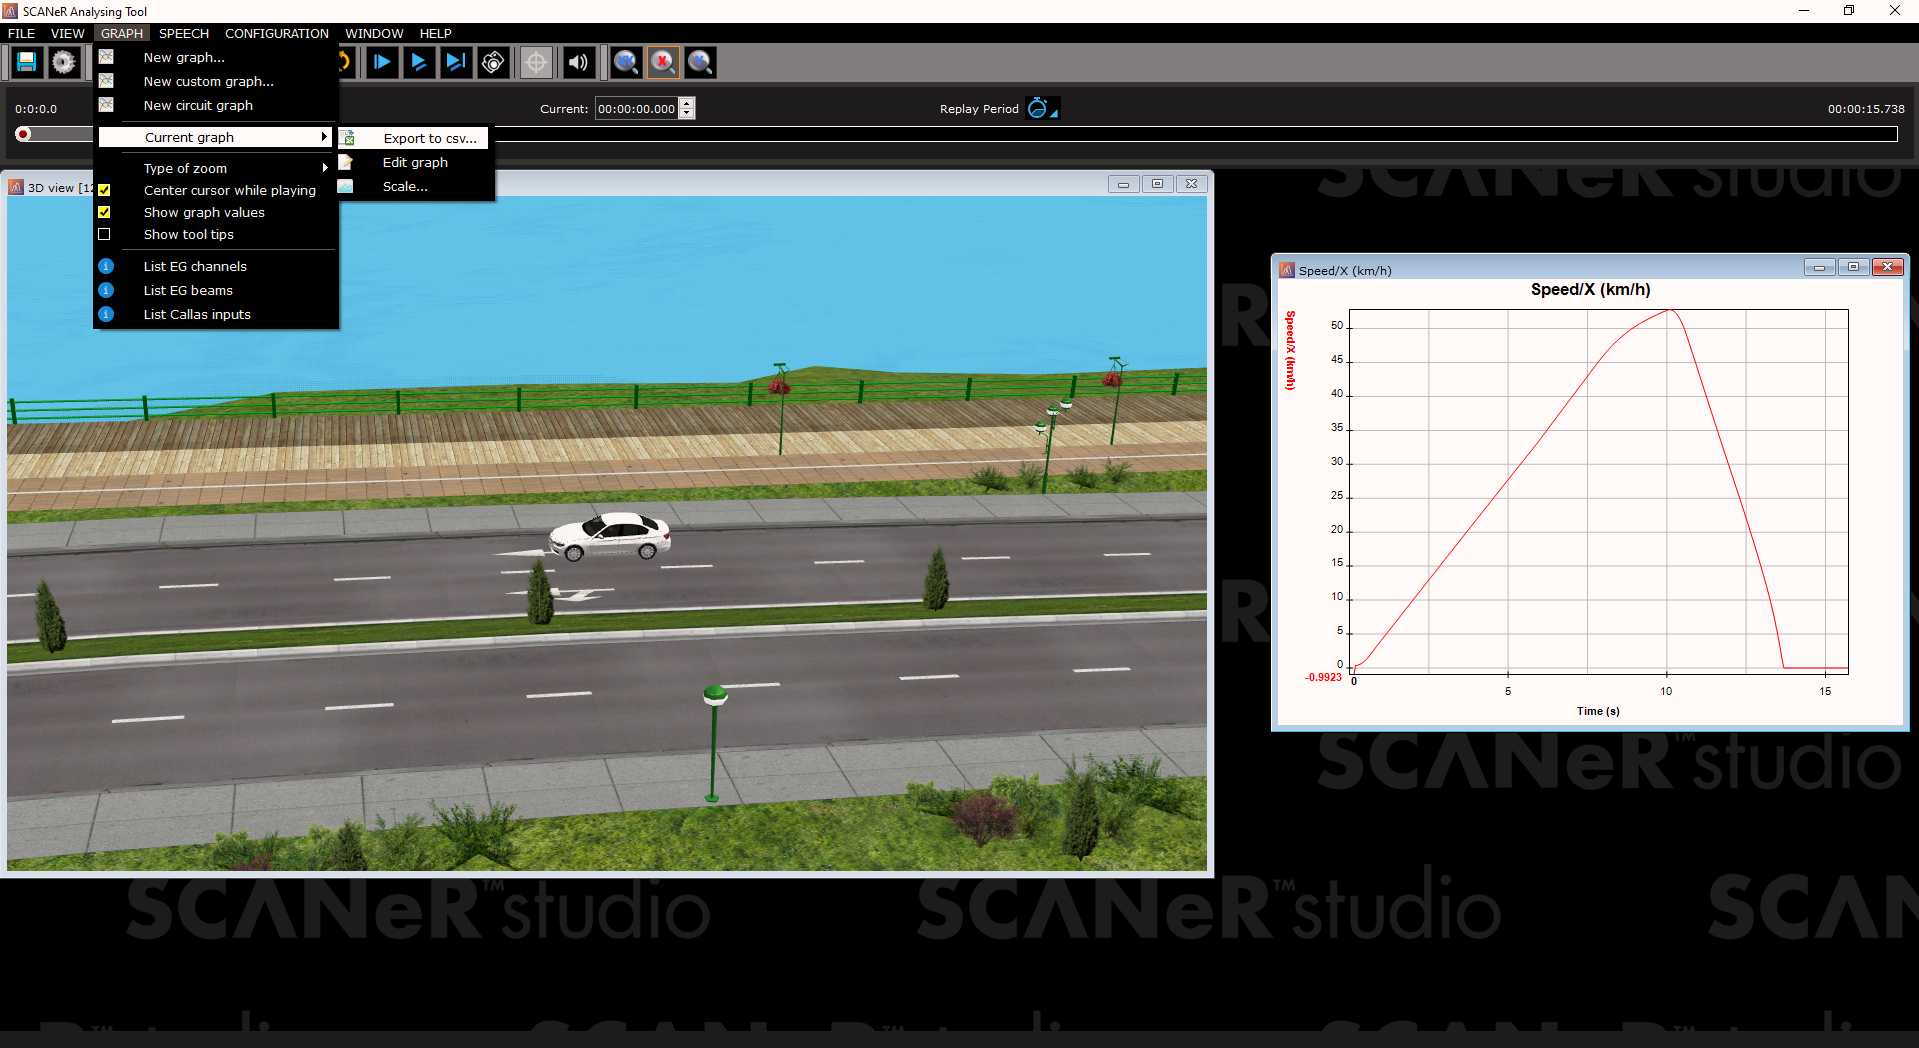 SCANeR Analysing Tool
FILE VIEW GRAPH SPEECH CONFIGURATION WINDOW HELP
New graph...
New custom graph...
New circuit graph
Current graph
Type of zoom
Center cursor while playing
Show graph values
Show tool tips
List EG channels
List EG beams
List Callas inputs
Export to csv...
Edit graph
Scale...
0:0:0.0
Current: 00:00:00.000
Replay Period
00:00:15.738
3D view [12
Speed/X (km/h)
Speed/X (km/h)
Speed/X (km/h)
50
45
40
35
30
25
20
15
10
5
0
-0.9923
0
5
10
15
Time (s)
SCANeR™ studio
SCANeR™ studio
SCANeR™ studio
SCANeR™ studio